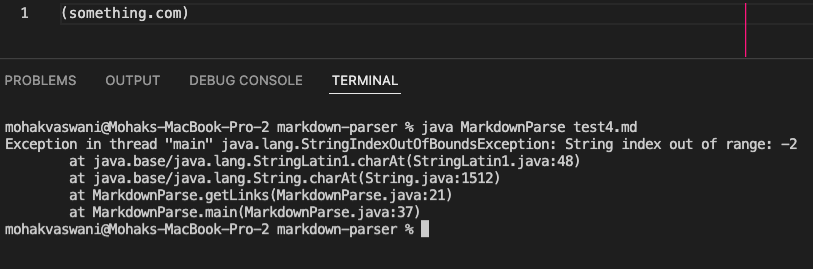 1 (something.com)
PROBLEMS OUTPUT DEBUG CONSOLE TERMINAL
mohakvaswani@Mohaks-MacBook-Pro-2 markdown-parser % java MarkdownParse test4.md
Exception in thread "main" java.lang.StringIndexOutOfBoundsException: String index out of range: -2
        at java.base/java.lang.StringLatin1.charAt(StringLatin1.java:48)
        at java.base/java.lang.String.charAt(String.java:1512)
        at MarkdownParse.getLinks(MarkdownParse.java:21)
        at MarkdownParse.main(MarkdownParse.java:37)
mohakvaswani@Mohaks-MacBook-Pro-2 markdown-parser %